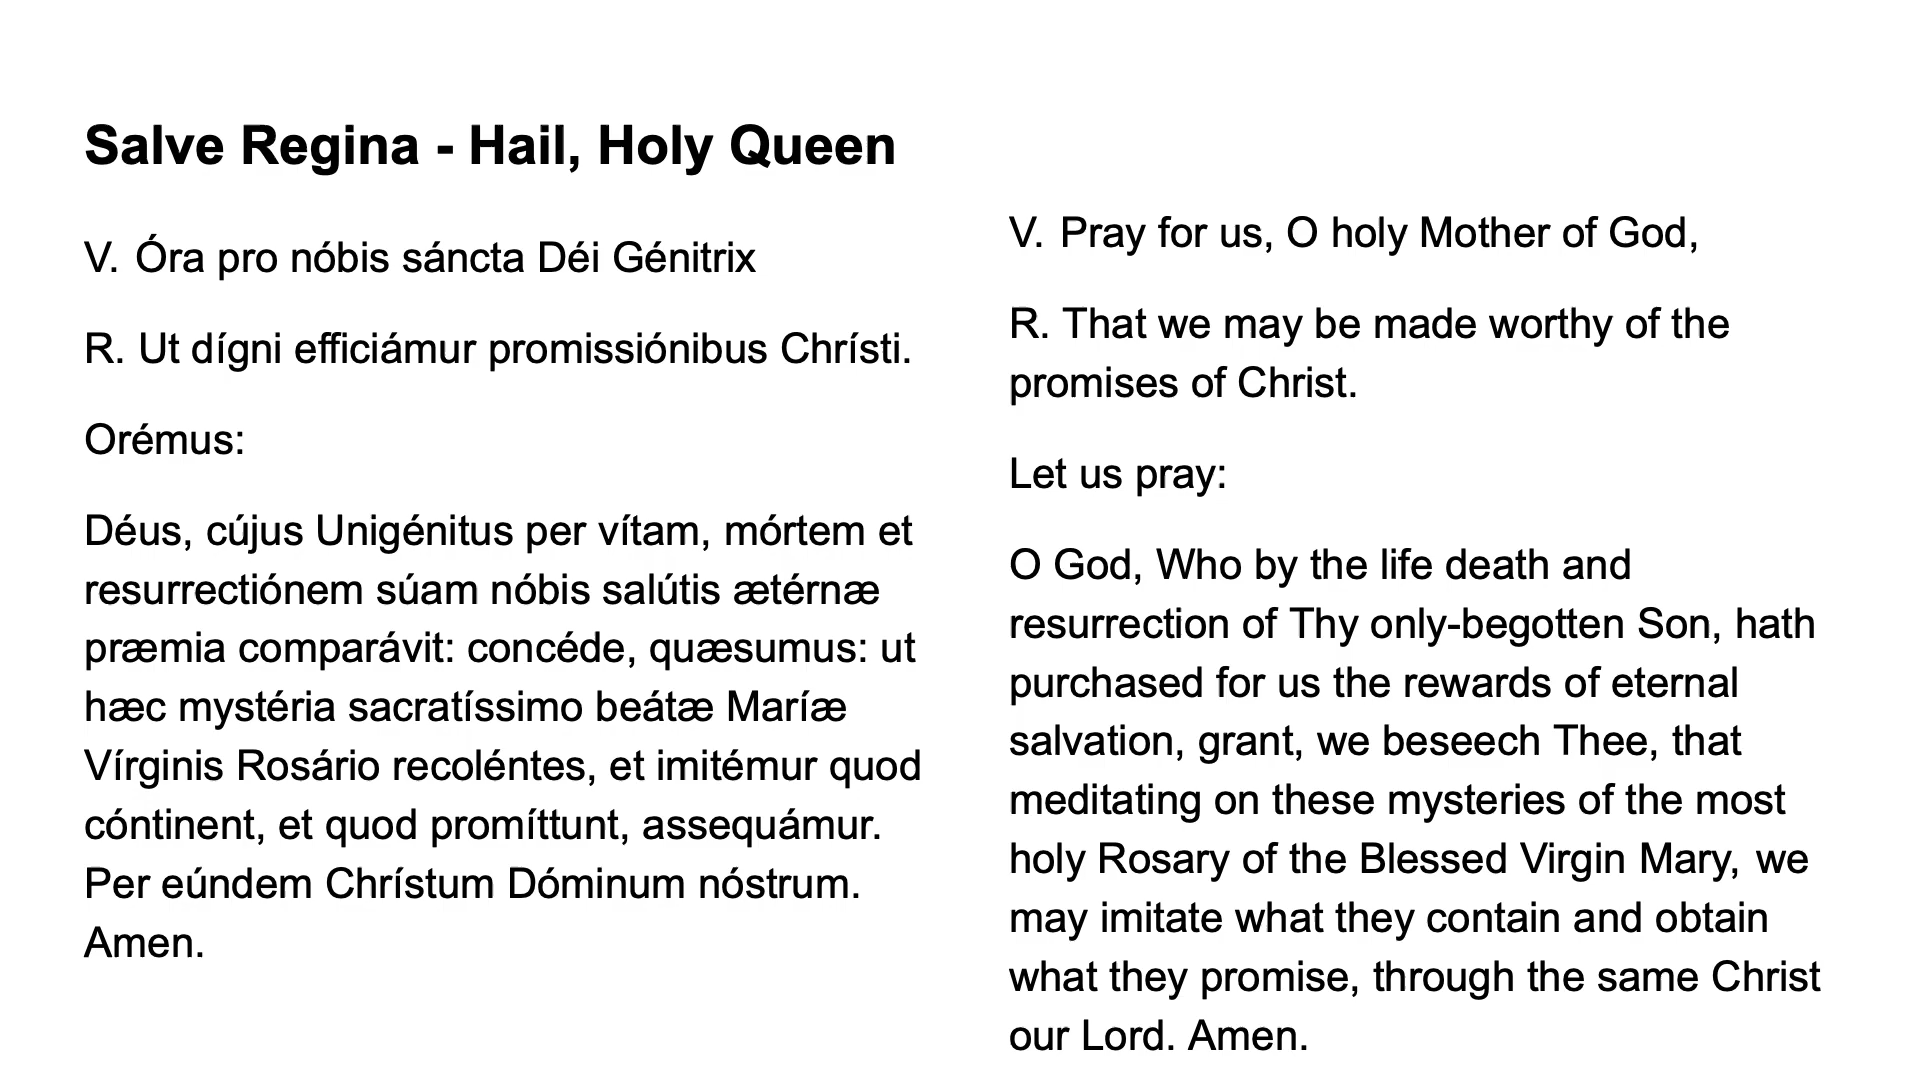 Salve Regina - Hail, Holy Queen
V. Óra pro nóbis sáncta Déi Génitrix
R. Ut dígni efficiámur promissiónibus Chrísti.
Orémus:
Déus, cújus Unigénitus per vítam, mórtem et
resurrectiónem súam nóbis salútis ætérnæ
præmia comparávit: concéde, quæsumus: ut
hæc mystéria sacratíssimo beátæ Maríæ
Vírginis Rosário recoléntes, et imitémur quod
cóntinent, et quod promíttunt, assequámur.
Per eúndem Chrístum Dóminum nóstrum.
Amen.
V. Pray for us, O holy Mother of God,
R. That we may be made worthy of the
promises of Christ.
Let us pray:
O God, Who by the life death and
resurrection of Thy only-begotten Son, hath
purchased for us the rewards of eternal
salvation, grant, we beseech Thee, that
meditating on these mysteries of the most
holy Rosary of the Blessed Virgin Mary, we
may imitate what they contain and obtain
what they promise, through the same Christ
our Lord. Amen.